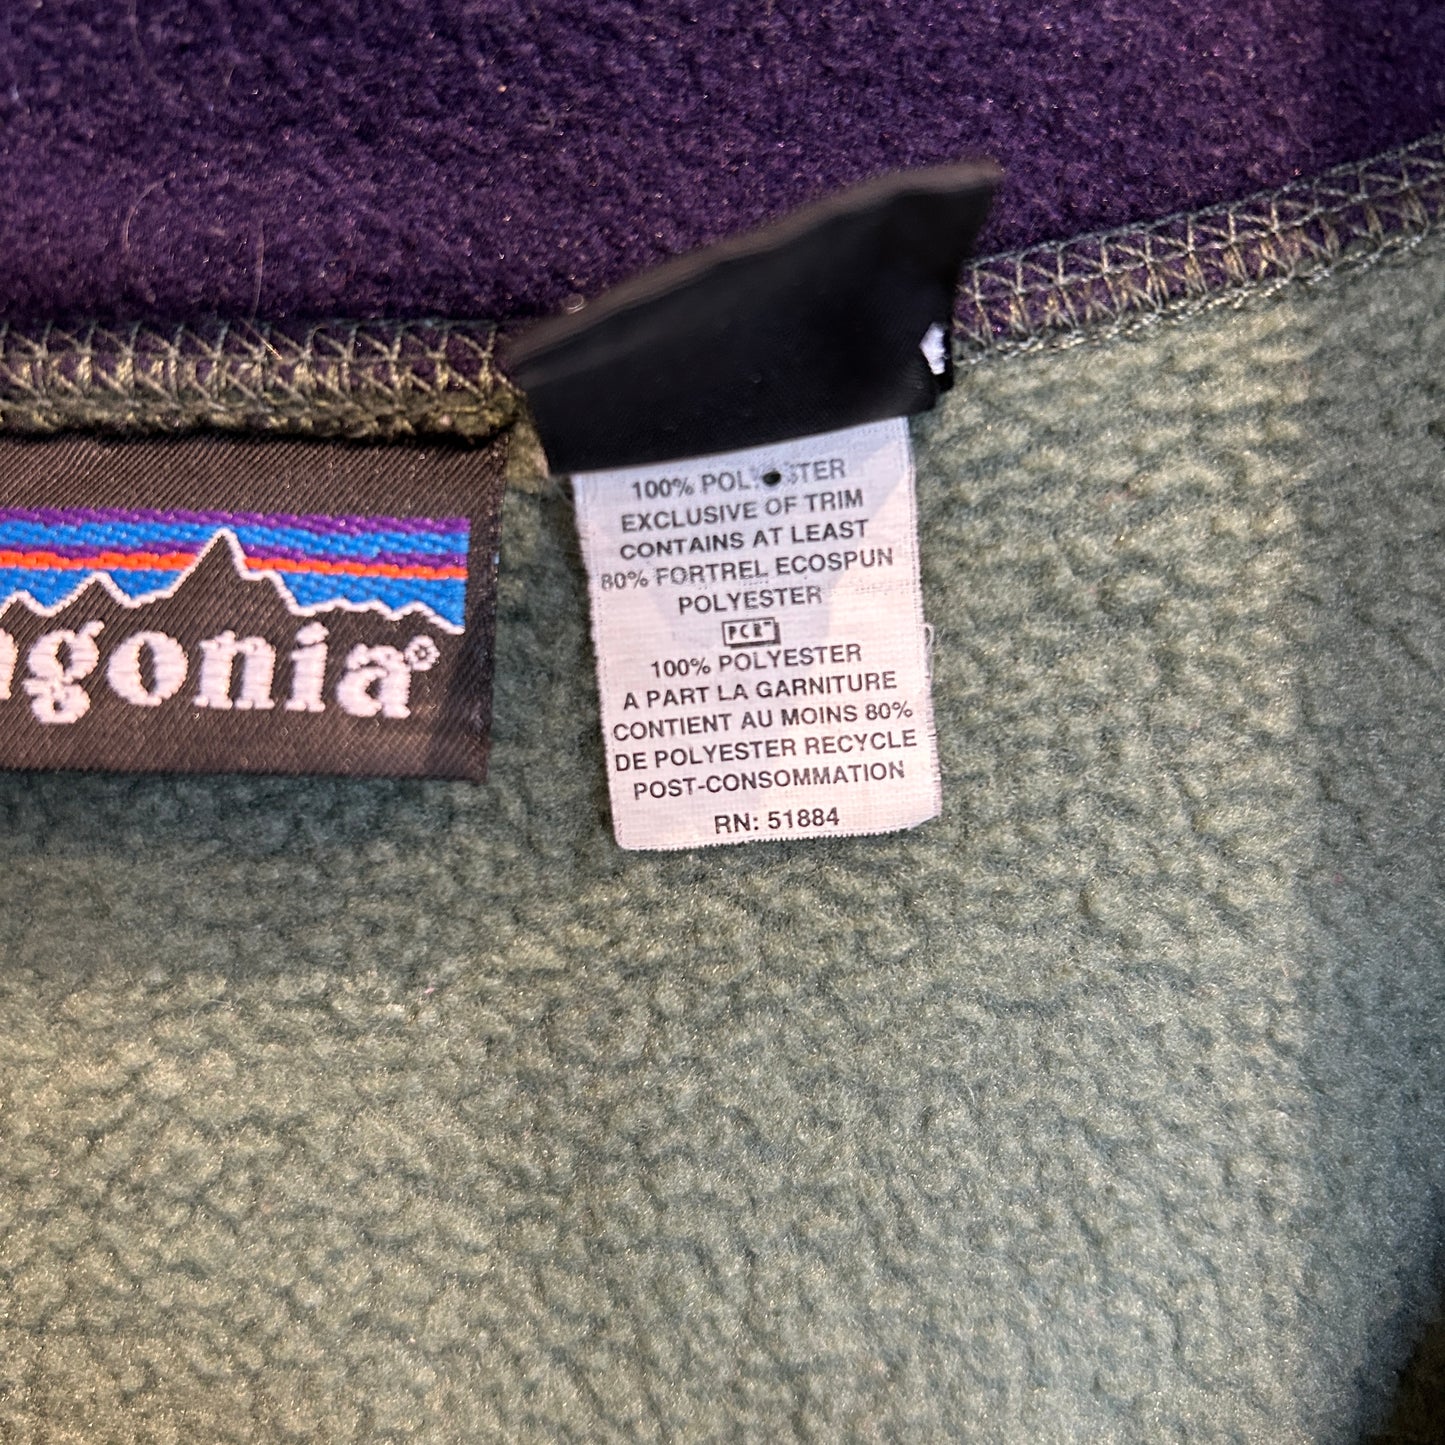 agonia®
100% POLYESTER
EXCLUSIVE OF TRIM
CONTAINS AT LEAST
80% FORTREL ECOSPUN
POLYESTER
PCR™
100% POLYESTER
A PART LA GARNITURE
CONTIENT AU MOINS 80%
DE POLYESTER RECYCLE
POST-CONSOMMATION
RN: 51884